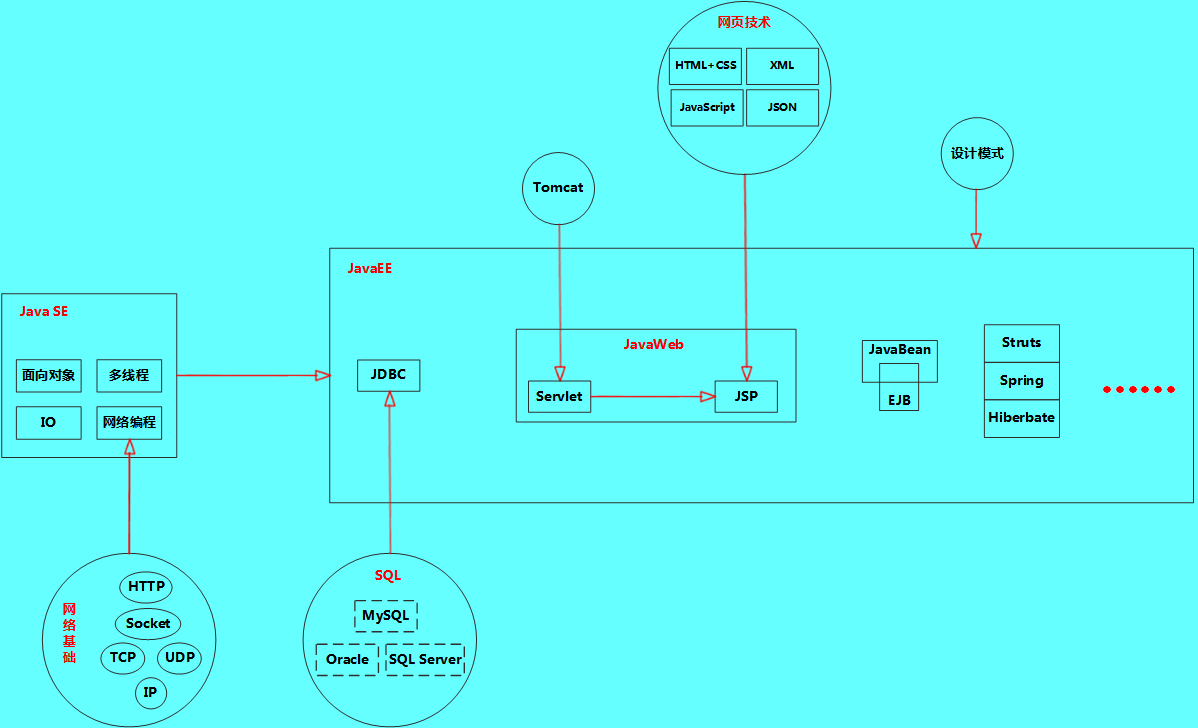 网页技术
HTML+CSS
XML
JavaScript
JSON
设计模式
Tomcat
JavaEE
Java SE
面向对象
多线程
IO
网络编程
JDBC
JavaWeb
Servlet
JSP
JavaBean
EJB
Struts
Spring
Hiberbate
网络基础
HTTP
Socket
TCP
UDP
IP
SQL
MySQL
Oracle
SQL Server